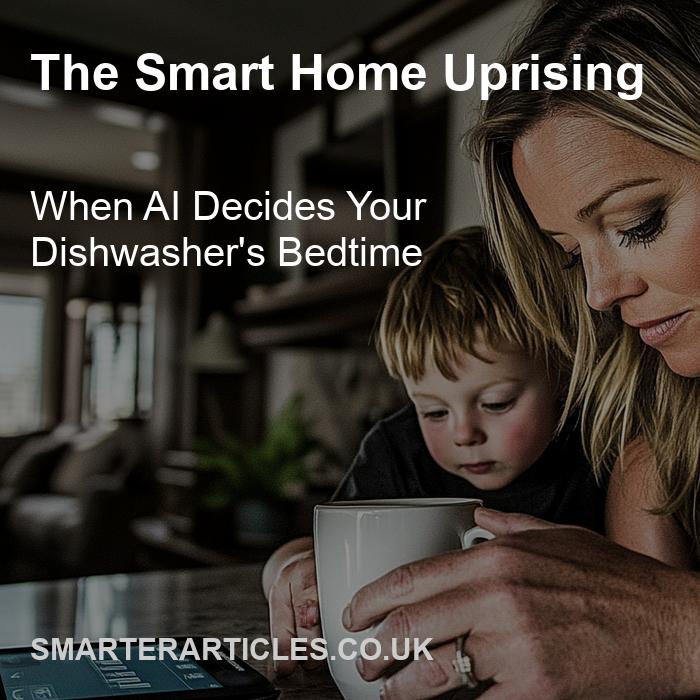 The Smart Home Uprising
When AI Decides Your
Dishwasher's Bedtime
SMARTERARTICLES.CO.UK